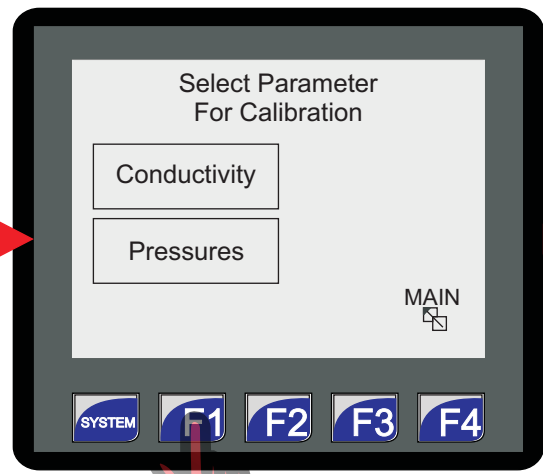 Select Parameter
For Calibration
Conductivity
Pressures
MAIN
SYSTEM F1 F2 F3 F4